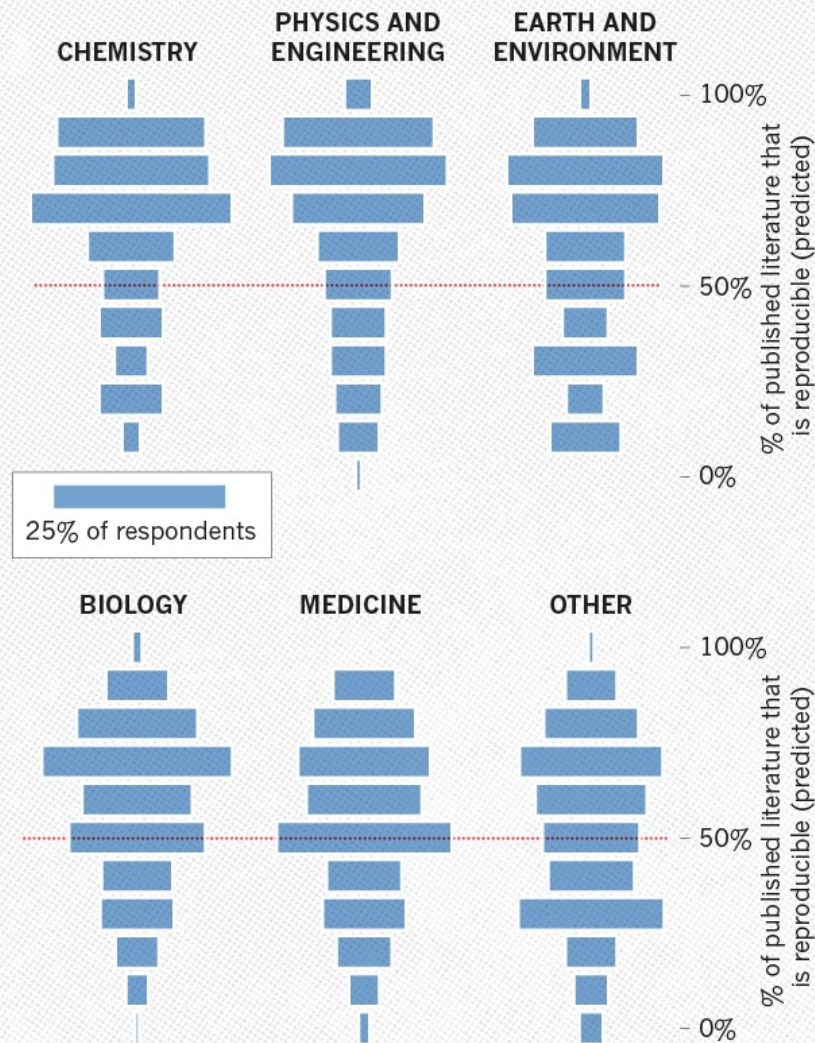 CHEMISTRY
PHYSICS AND
ENGINEERING
EARTH AND
ENVIRONMENT
100%
50%
0%
% of published literature that
is reproducible (predicted)
25% of respondents
BIOLOGY
MEDICINE
OTHER
100%
50%
0%
% of published literature that
is reproducible (predicted)